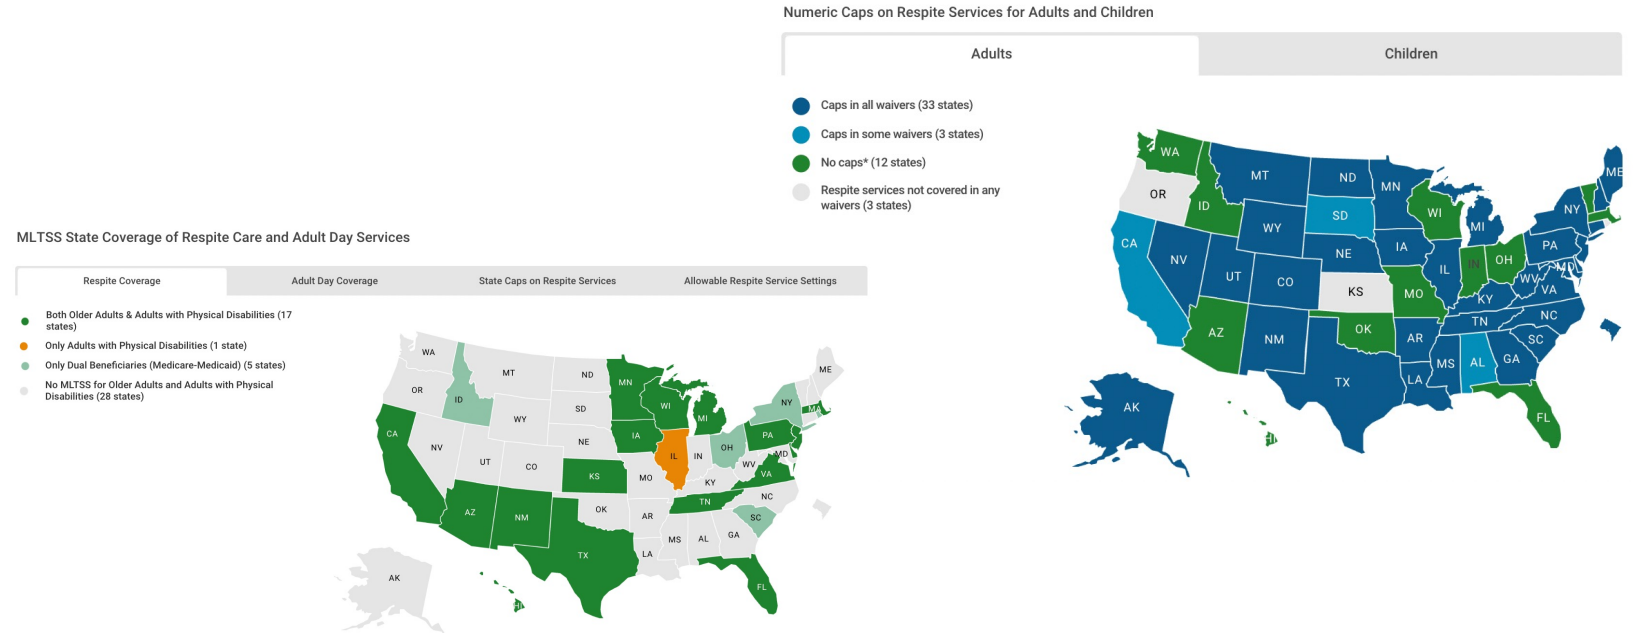 Numeric Caps on Respite Services for Adults and Children
Adults
Children
Caps in all waivers (33 states)
Caps in some waivers (3 states)
No caps* (12 states)
Respite services not covered in any
waivers (3 states)
WA
OR
CA
ID
NV
MT
WY
UT
AZ
CO
NM
ND
SD
NE
KS
OK
TX
MN
IA
MO
AR
LA
WI
IL
MI
IN
OH
KY
TN
MS
AL
GA
FL
SC
NC
VA
WV
MD
PA
NY
ME
AK
HI
MLTSS State Coverage of Respite Care and Adult Day Services
Respite Coverage
Adult Day Coverage
State Caps on Respite Services
Allowable Respite Service Settings
Both Older Adults & Adults with Physical Disabilities (17
states)
Only Adults with Physical Disabilities (1 state)
Only Dual Beneficiaries (Medicare-Medicaid) (5 states)
No MLTSS for Older Adults and Adults with Physical
Disabilities (28 states)
WA
OR
CA
ID
NV
MT
WY
UT
AZ
CO
NM
ND
SD
NE
KS
OK
TX
MN
IA
MO
AR
LA
WI
IL
MI
IN
OH
KY
TN
MS
AL
GA
FL
SC
NC
VA
WV
MD
PA
NY
MA
ME
AK
HI